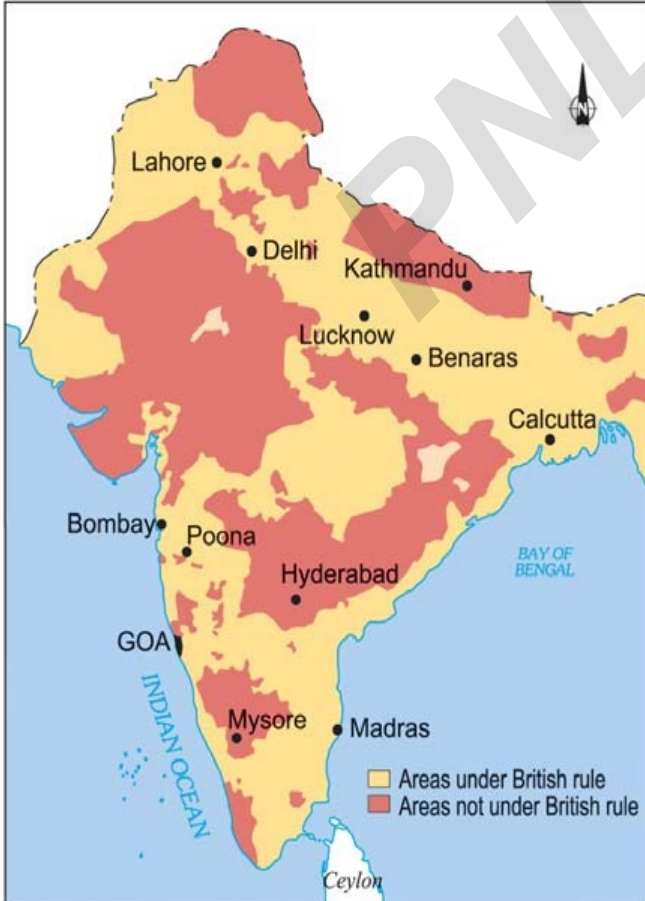 PNL
N
Lahore
Delhi
Kathmandu
Lucknow
Benaras
Calcutta
Bombay
Poona
BAY OF
BENGAL
Hyderabad
GOA
INDIAN OCEAN
Mysore
Madras
Areas under British rule
Areas not under British rule
Ceylon